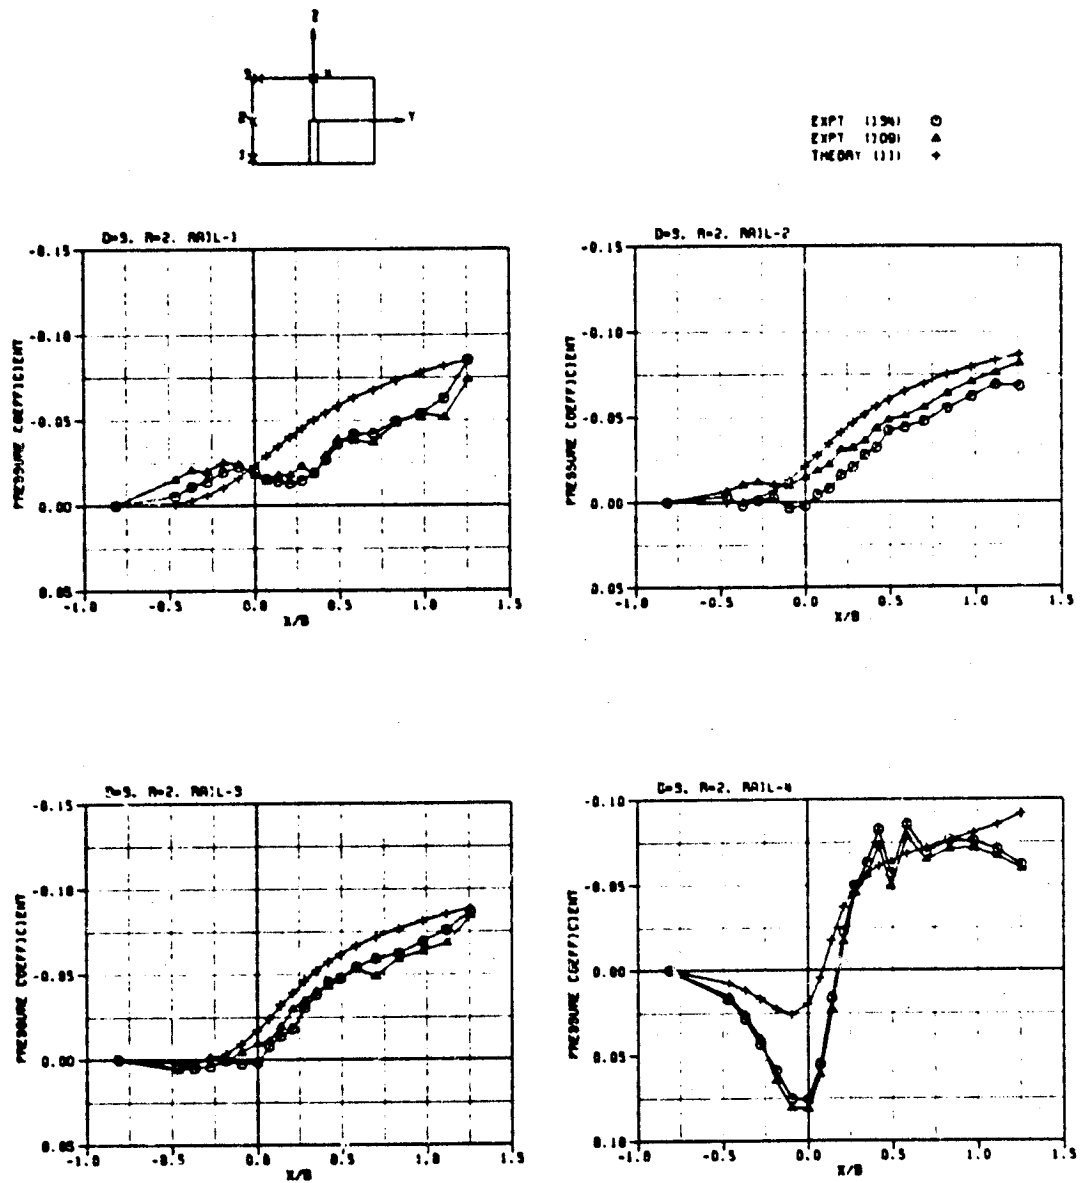 Z
Y
EXPT (194)
EXPT (109)
THEORY (11)
D=9. R=2. RAIL-1
-0.15
-0.10
-0.05
0.00
0.05
PRESSURE COEFFICIENT
-1.0 -0.5 0.0 0.5 1.0 1.5
X/B
D=9. R=2. RAIL-2
-0.15
-0.10
-0.05
0.00
0.05
PRESSURE COEFFICIENT
-1.0 -0.5 0.0 0.5 1.0 1.5
X/B
D=9. R=2. RAIL-3
-0.15
-0.10
-0.05
0.00
0.05
PRESSURE COEFFICIENT
-1.0 -0.5 0.0 0.5 1.0 1.5
X/B
D=9. R=2. RAIL-4
-0.10
-0.05
0.00
0.05
0.10
PRESSURE COEFFICIENT
-1.0 -0.5 0.0 0.5 1.0 1.5
X/B